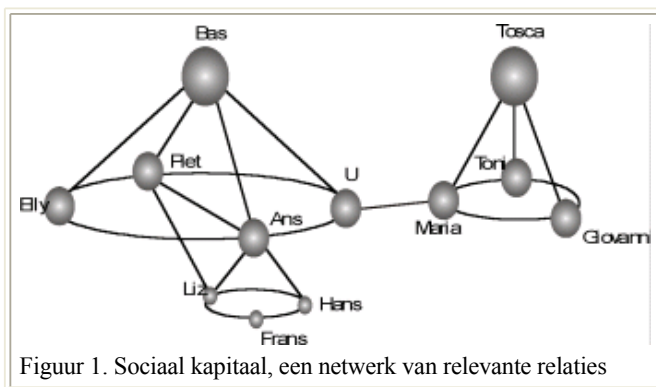 Bas
Tosca
Piet
Toni
U
Elly
Ans
Maria
Giovanni
Liz
Hans
Frans
Figuur 1. Sociaal kapitaal, een netwerk van relevante relaties